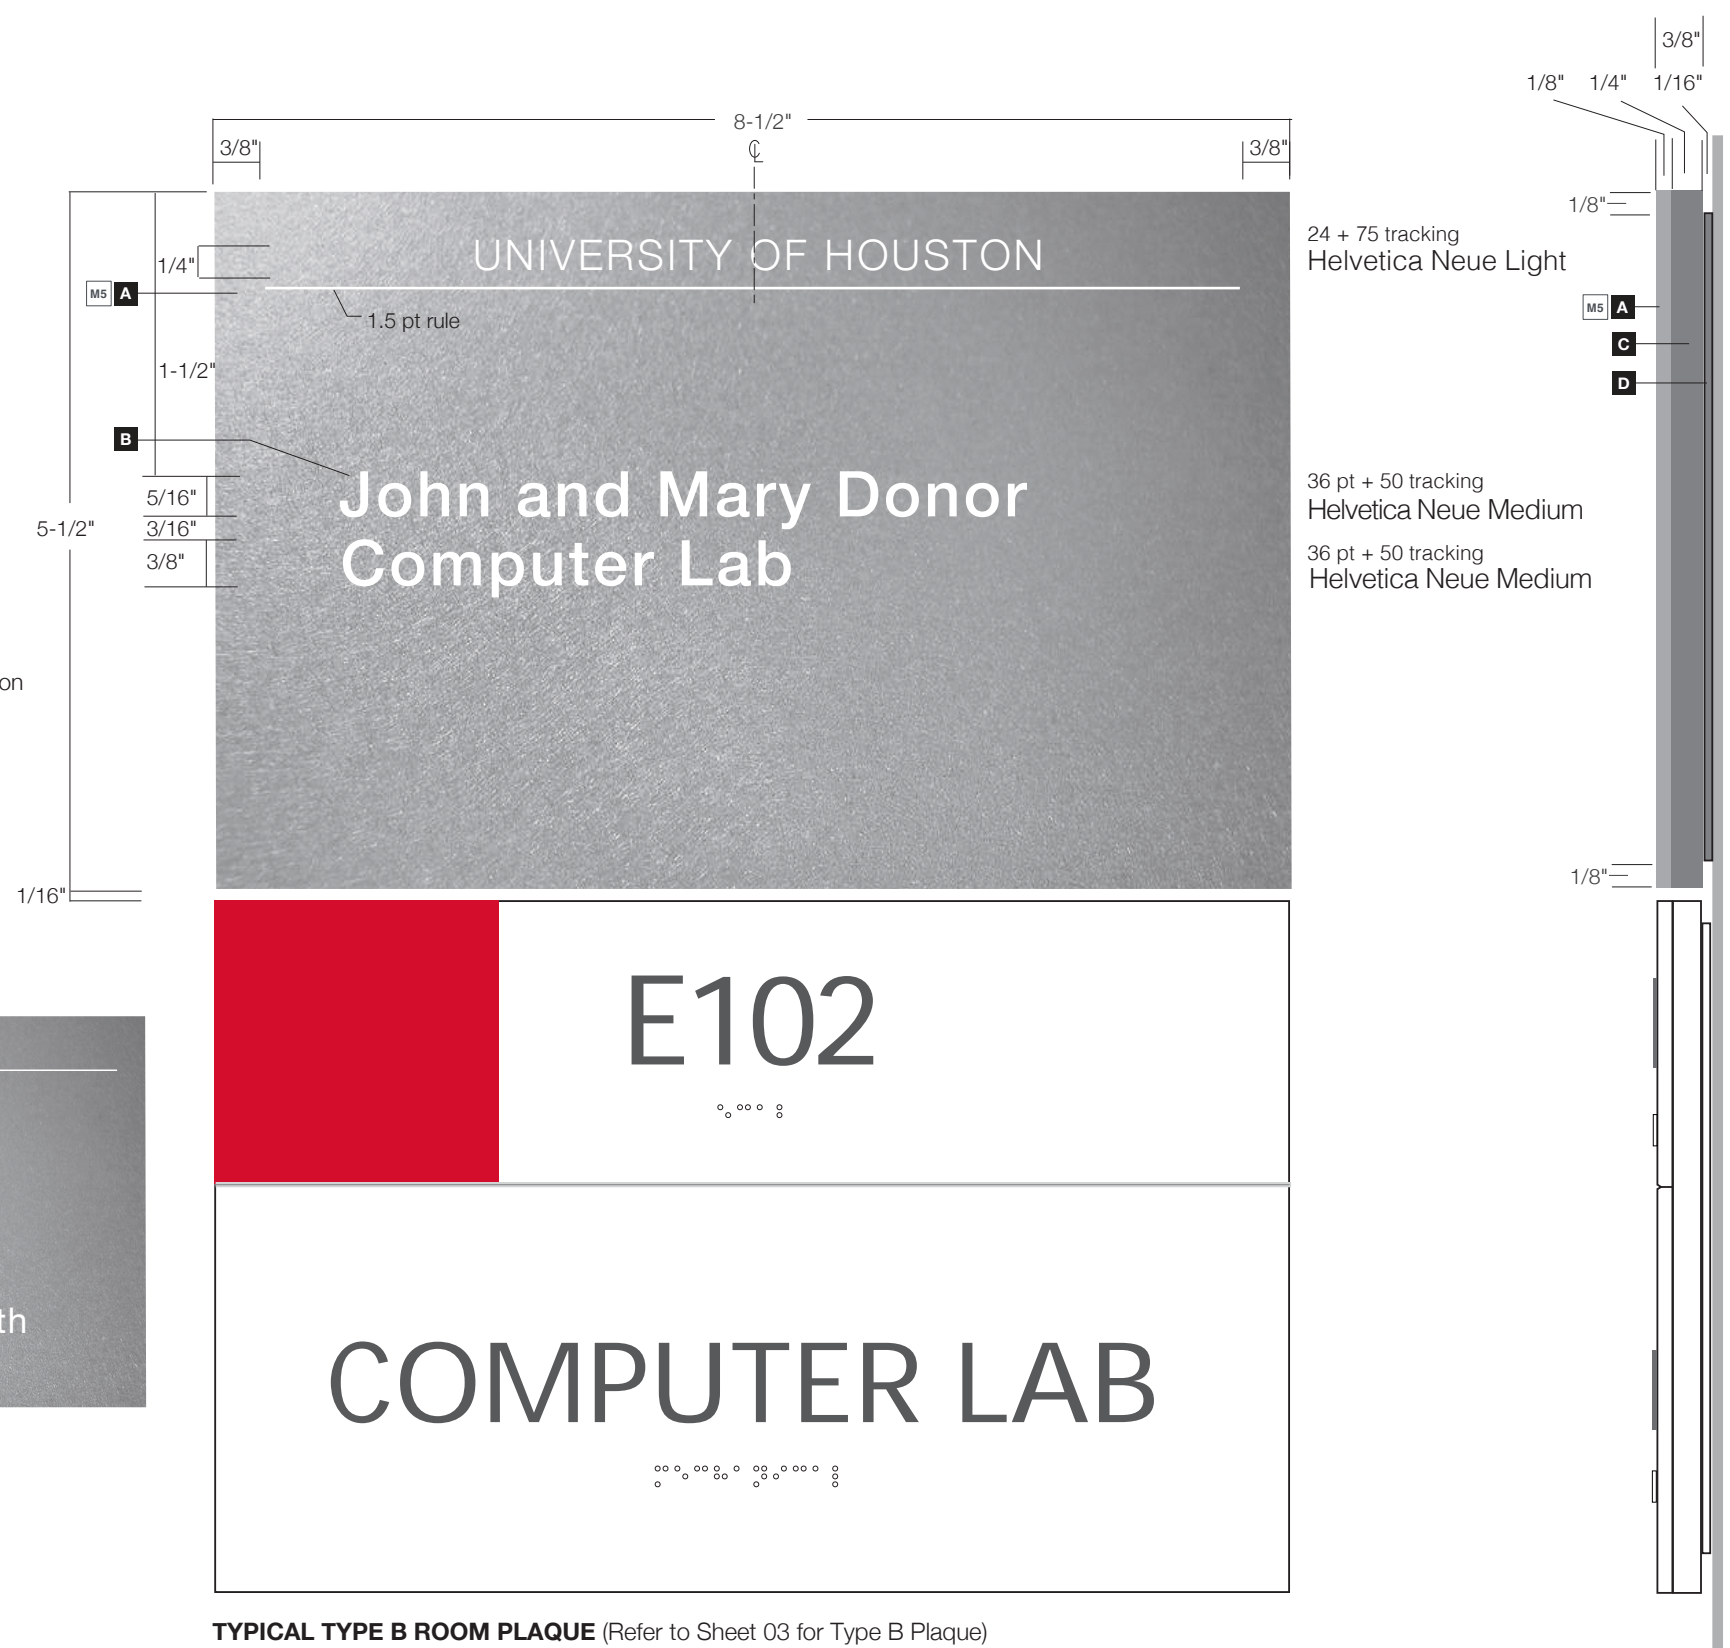 3/8"
1/8" 1/4" 1/16"
8-1/2"
3/8" ℄ 3/8"
1/8"
UNIVERSITY OF HOUSTON
24 + 75 tracking
Helvetica Neue Light
1/4"
M5 A
1.5 pt rule
M5 A
C
D
1-1/2"
B
John and Mary Donor
Computer Lab
36 pt + 50 tracking
Helvetica Neue Medium
36 pt + 50 tracking
Helvetica Neue Medium
5/16"
5-1/2"
3/16"
3/8"
on
1/8"
1/16"
E102
th
COMPUTER LAB
TYPICAL TYPE B ROOM PLAQUE (Refer to Sheet 03 for Type B Plaque)